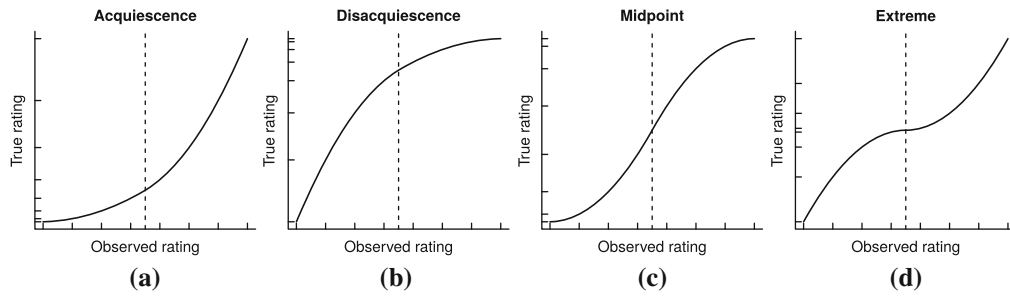 Acquiescence
Disacquiescence
Midpoint
Extreme
True rating
True rating
True rating
True rating
Observed rating
Observed rating
Observed rating
Observed rating
(a)
(b)
(c)
(d)